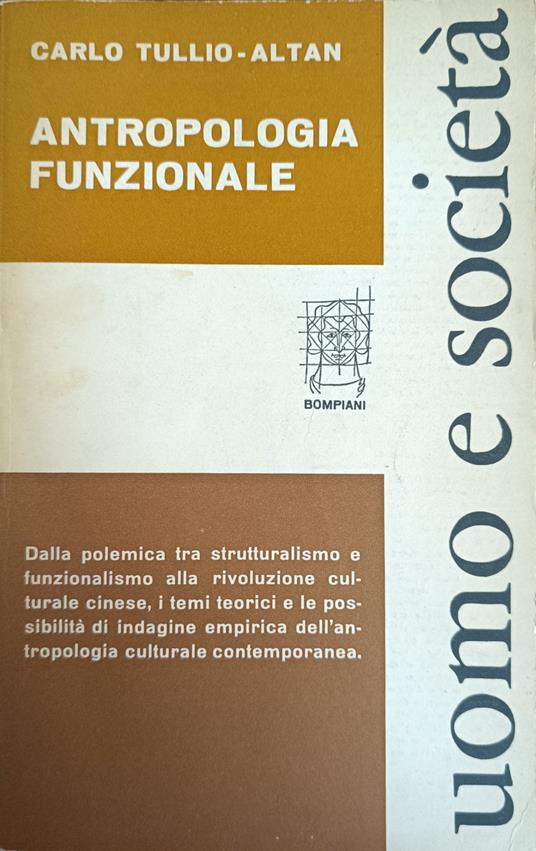 CARLO TULLIO-ALTAN
ANTROPOLOGIA
FUNZIONALE
BOMPIANI
Dalla polemica tra strutturalismo e
funzionalismo alla rivoluzione cul-
turale cinese, i temi teorici e le pos-
sibilità di indagine empirica dell'an-
tropologia culturale contemporanea.
uomo e società